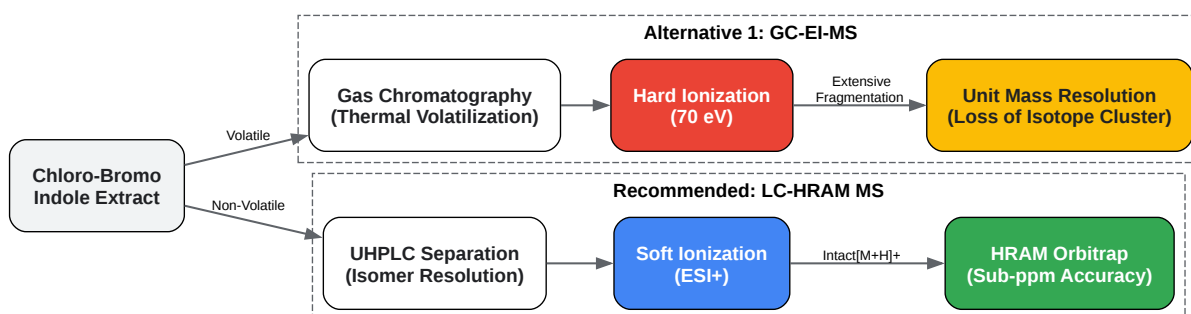 Alternative 1: GC-EI-MS
Gas Chromatography
(Thermal Volatilization)
Hard Ionization
(70 eV)
Extensive
Fragmentation
Unit Mass Resolution
(Loss of Isotope Cluster)
Volatile
Chloro-Bromo
Indole Extract
Non-Volatile
Recommended: LC-HRAM MS
UHPLC Separation
(Isomer Resolution)
Soft Ionization
(ESI+)
Intact[M+H]+
HRAM Orbitrap
(Sub-ppm Accuracy)